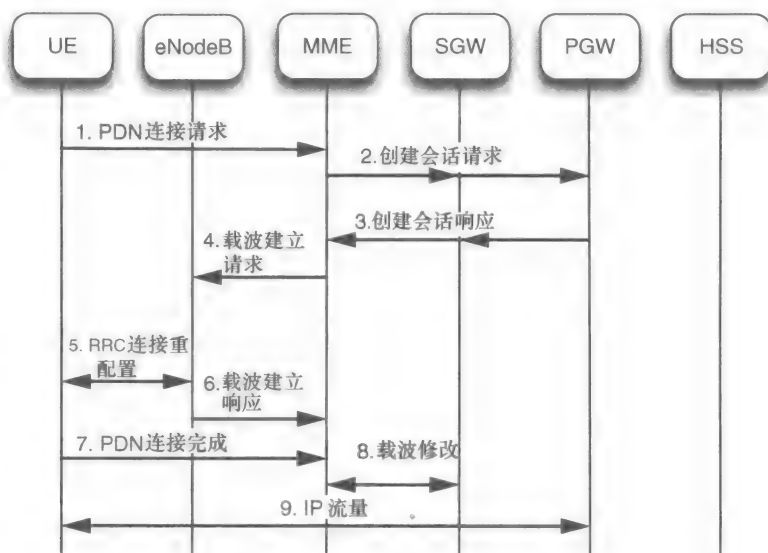 UE eNodeB MME SGW PGW HSS
1. PDN连接请求
2.创建会话请求
3.创建会话响应
4.载波建立
请求
5. RRC连接重
配置
6.载波建立
响应
7. PDN连接完成
8.载波修改
9. IP 流量